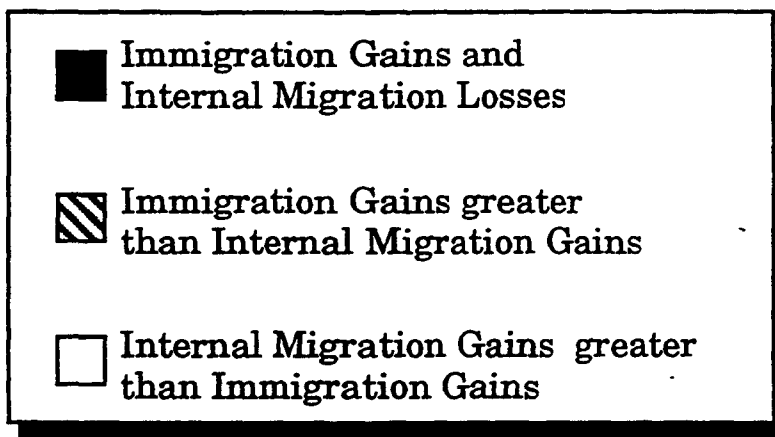 Immigration Gains and
Internal Migration Losses
Immigration Gains greater
than Internal Migration Gains
Internal Migration Gains greater
than Immigration Gains